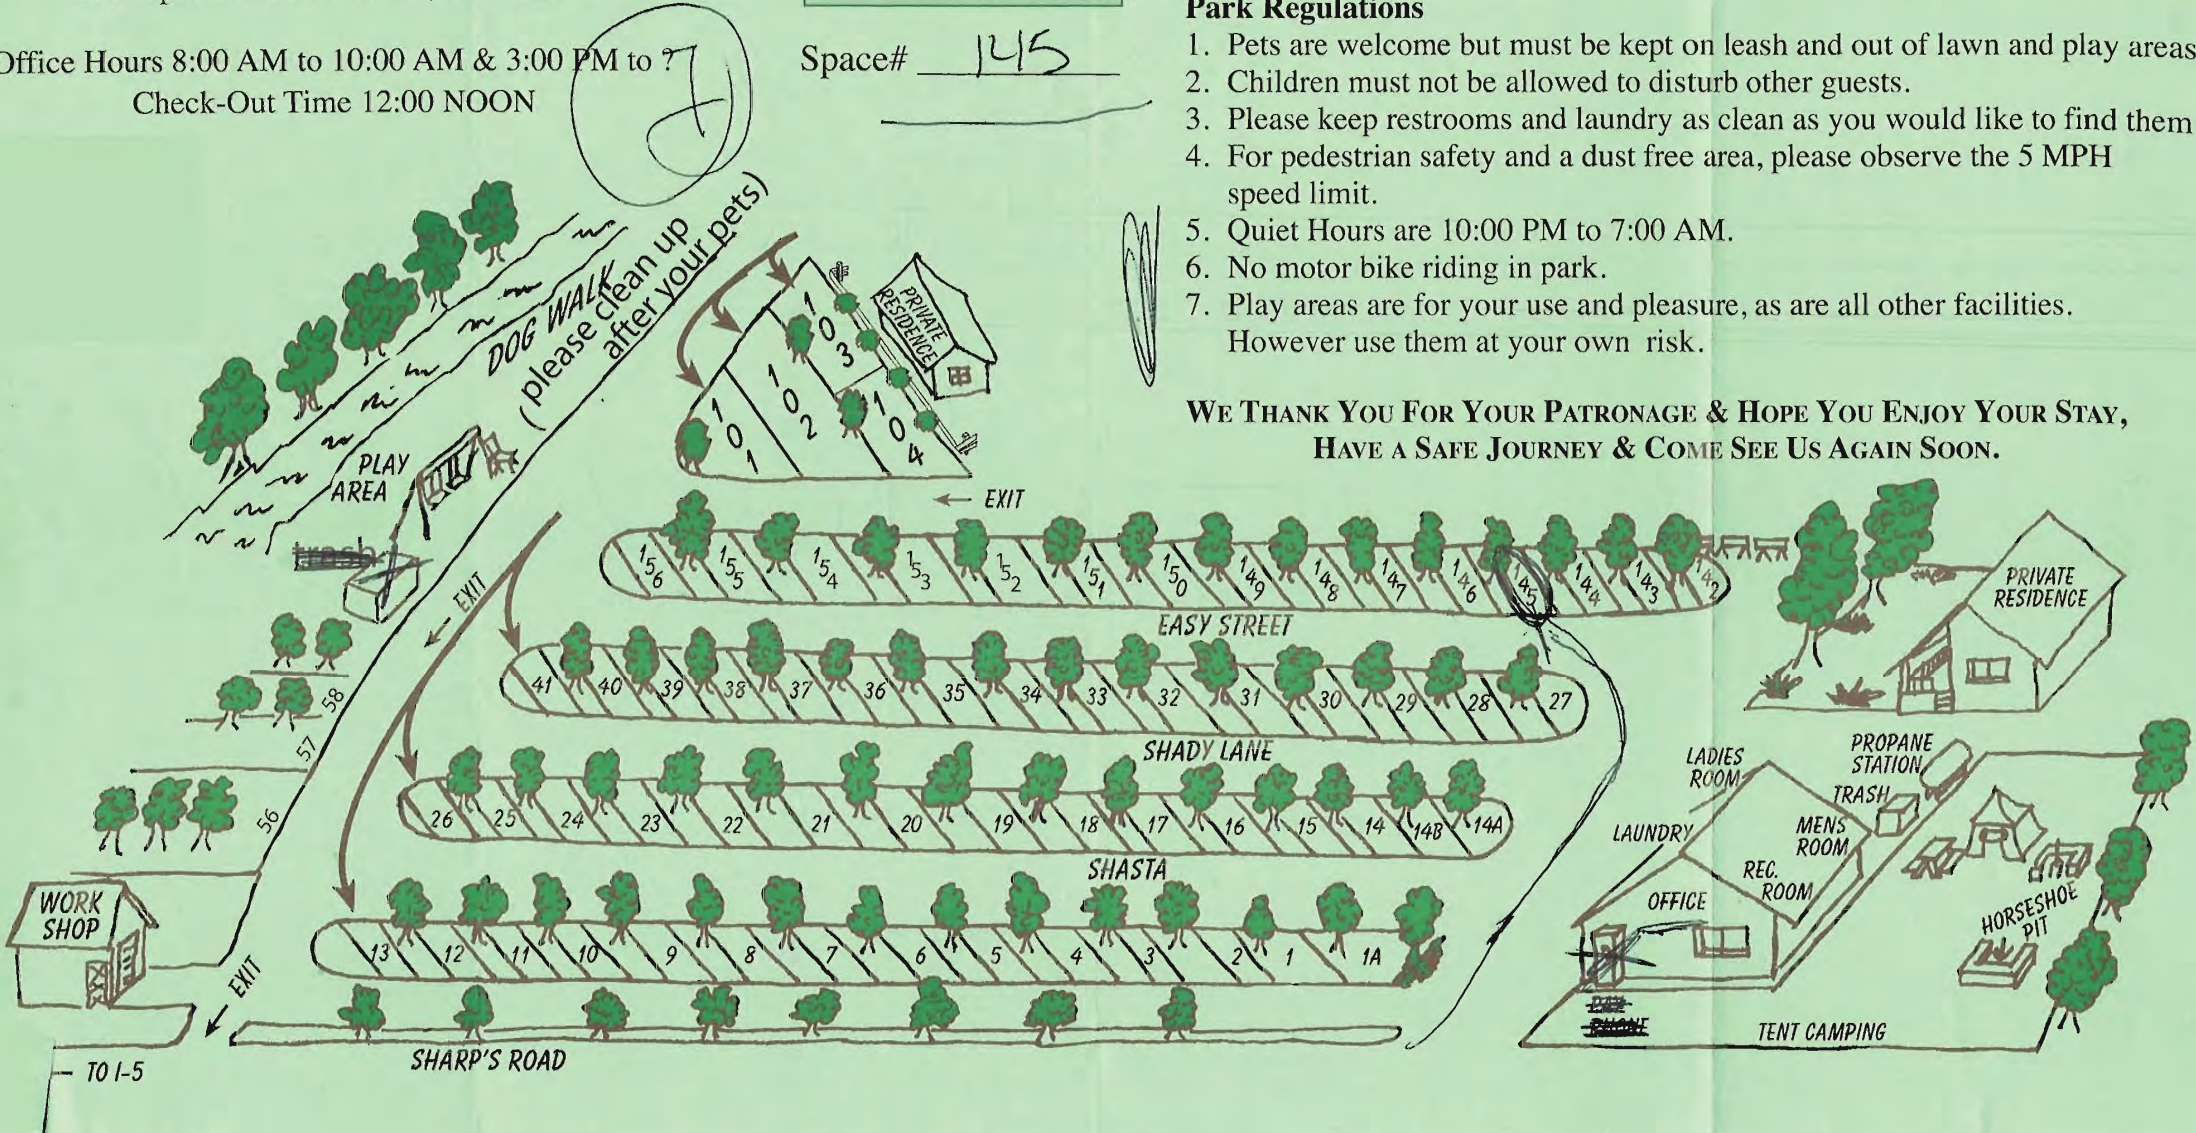 Office Hours 8:00 AM to 10:00 AM & 3:00 PM to ?
Check-Out Time 12:00 NOON
7
Space# 145
Park Regulations
1. Pets are welcome but must be kept on leash and out of lawn and play areas
2. Children must not be allowed to disturb other guests.
3. Please keep restrooms and laundry as clean as you would like to find them
4. For pedestrian safety and a dust free area, please observe the 5 MPH
speed limit.
5. Quiet Hours are 10:00 PM to 7:00 AM.
6. No motor bike riding in park.
7. Play areas are for your use and pleasure, as are all other facilities.
However use them at your own risk.
WE THANK YOU FOR YOUR PATRONAGE & HOPE YOU ENJOY YOUR STAY,
HAVE A SAFE JOURNEY & COME SEE US AGAIN SOON.
DOG WALK
(please clean up
after your pets)
PLAY
AREA
trash
101
102
103
104
PRIVATE
RESIDENCE
← EXIT
EXIT
156 155 154 153 152 151 150 149 148 147 146 145 144 143 142
EASY STREET
41 40 39 38 37 36 35 34 33 32 31 30 29 28 27
SHADY LANE
26 25 24 23 22 21 20 19 18 17 16 15 14 14B 14A
SHASTA
13 12 11 10 9 8 7 6 5 4 3 2 1 1A
SHARP'S ROAD
58
57
56
WORK
SHOP
EXIT
TO I-5
PRIVATE
RESIDENCE
LADIES
ROOM
PROPANE
STATION
TRASH
LAUNDRY
MENS
ROOM
REC.
ROOM
OFFICE
HORSESHOE
PIT
PAY
PHONE
TENT CAMPING